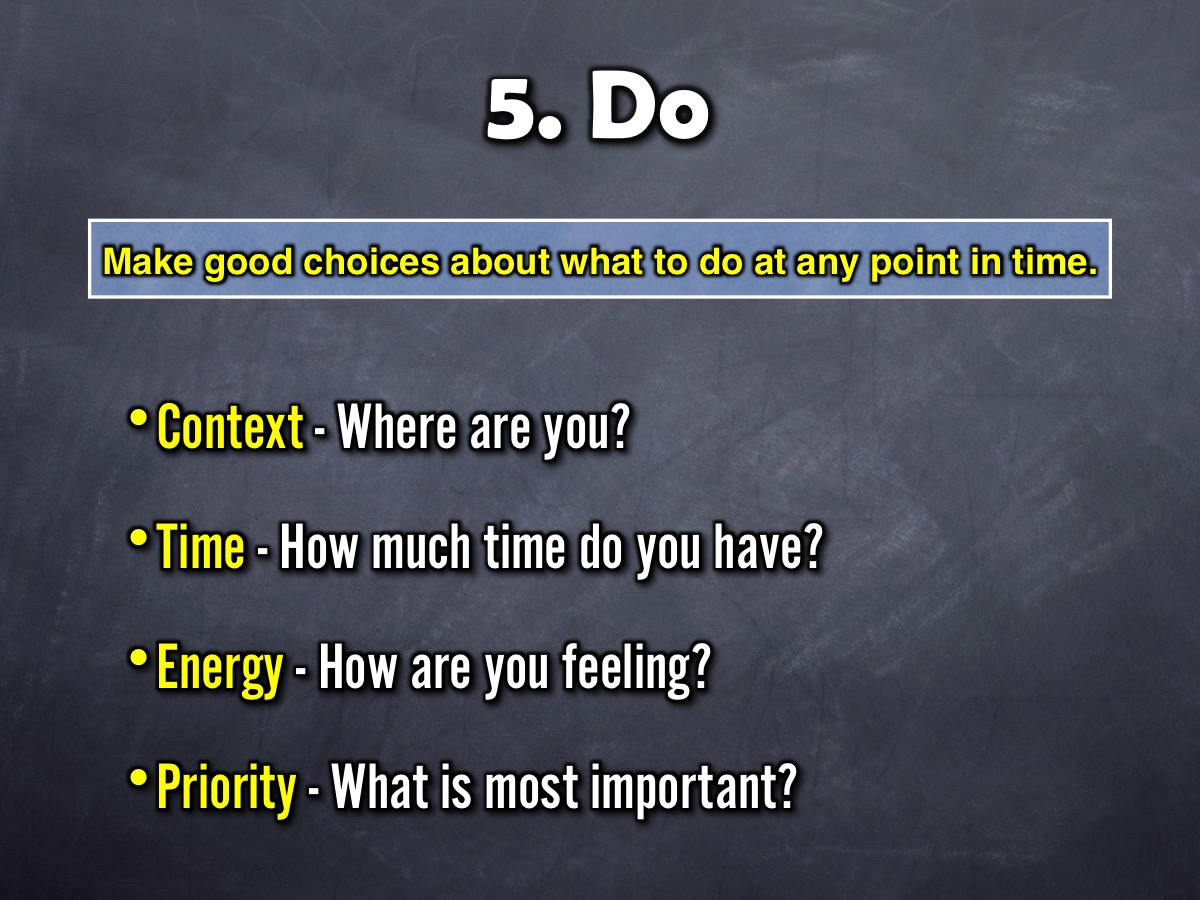 5. Do
Make good choices about what to do at any point in time.
• Context - Where are you?
• Time - How much time do you have?
• Energy - How are you feeling?
• Priority - What is most important?